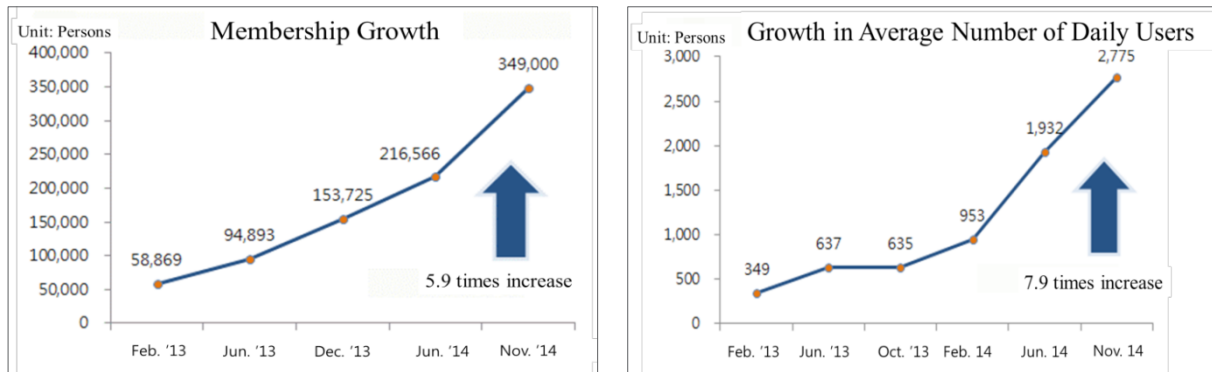 Unit: Persons
Membership Growth
400,000
350,000
300,000
250,000
200,000
150,000
100,000
50,000
0
58,869
94,893
153,725
216,566
349,000
5.9 times increase
Feb. '13
Jun. '13
Dec. '13
Jun. '14
Nov. '14
Unit: Persons
Growth in Average Number of Daily Users
3,000
2,500
2,000
1,500
1,000
500
0
349
637
635
953
1,932
2,775
7.9 times increase
Feb. '13
Jun. '13
Oct. '13
Feb. 14
Jun. 14
Nov. 14